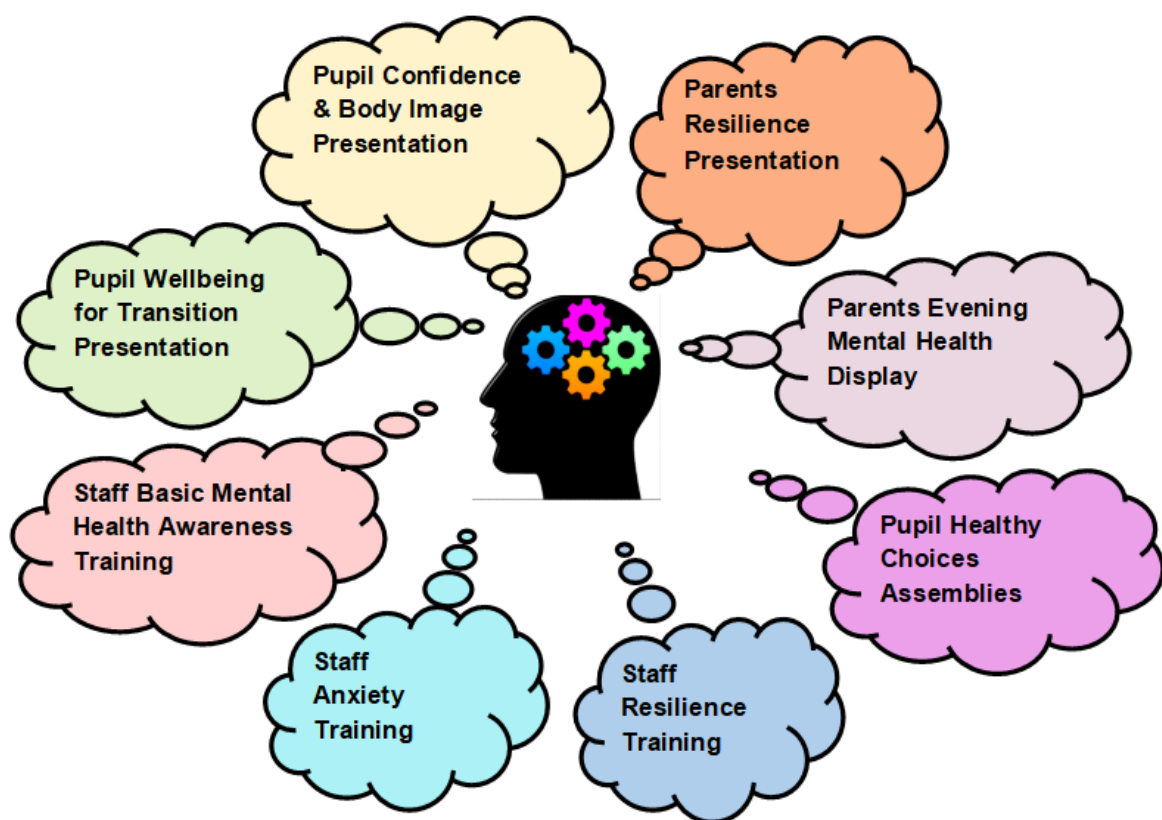 Pupil Confidence
& Body Image
Presentation
Parents
Resilience
Presentation
Pupil Wellbeing
for Transition
Presentation
Parents Evening
Mental Health
Display
Staff Basic Mental
Health Awareness
Training
Pupil Healthy
Choices
Assemblies
Staff
Anxiety
Training
Staff
Resilience
Training